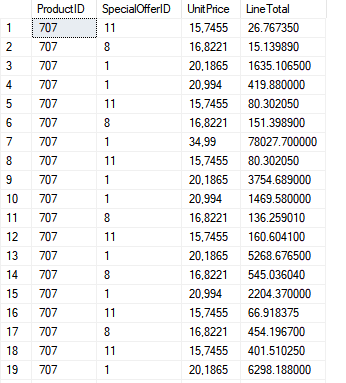 ProductID SpecialOfferID UnitPrice LineTotal
1 707 11 15,7455 26.767350
2 707 8 16,8221 15.139890
3 707 1 20,1865 1635.106500
4 707 1 20,994 419.880000
5 707 11 15,7455 80.302050
6 707 8 16,8221 151.398900
7 707 1 34,99 78027.700000
8 707 11 15,7455 80.302050
9 707 1 20,1865 3754.689000
10 707 1 20,994 1469.580000
11 707 8 16,8221 136.259010
12 707 11 15,7455 160.604100
13 707 1 20,1865 5268.676500
14 707 8 16,8221 545.036040
15 707 1 20,994 2204.370000
16 707 11 15,7455 66.918375
17 707 8 16,8221 454.196700
18 707 11 15,7455 401.510250
19 707 1 20,1865 6298.188000